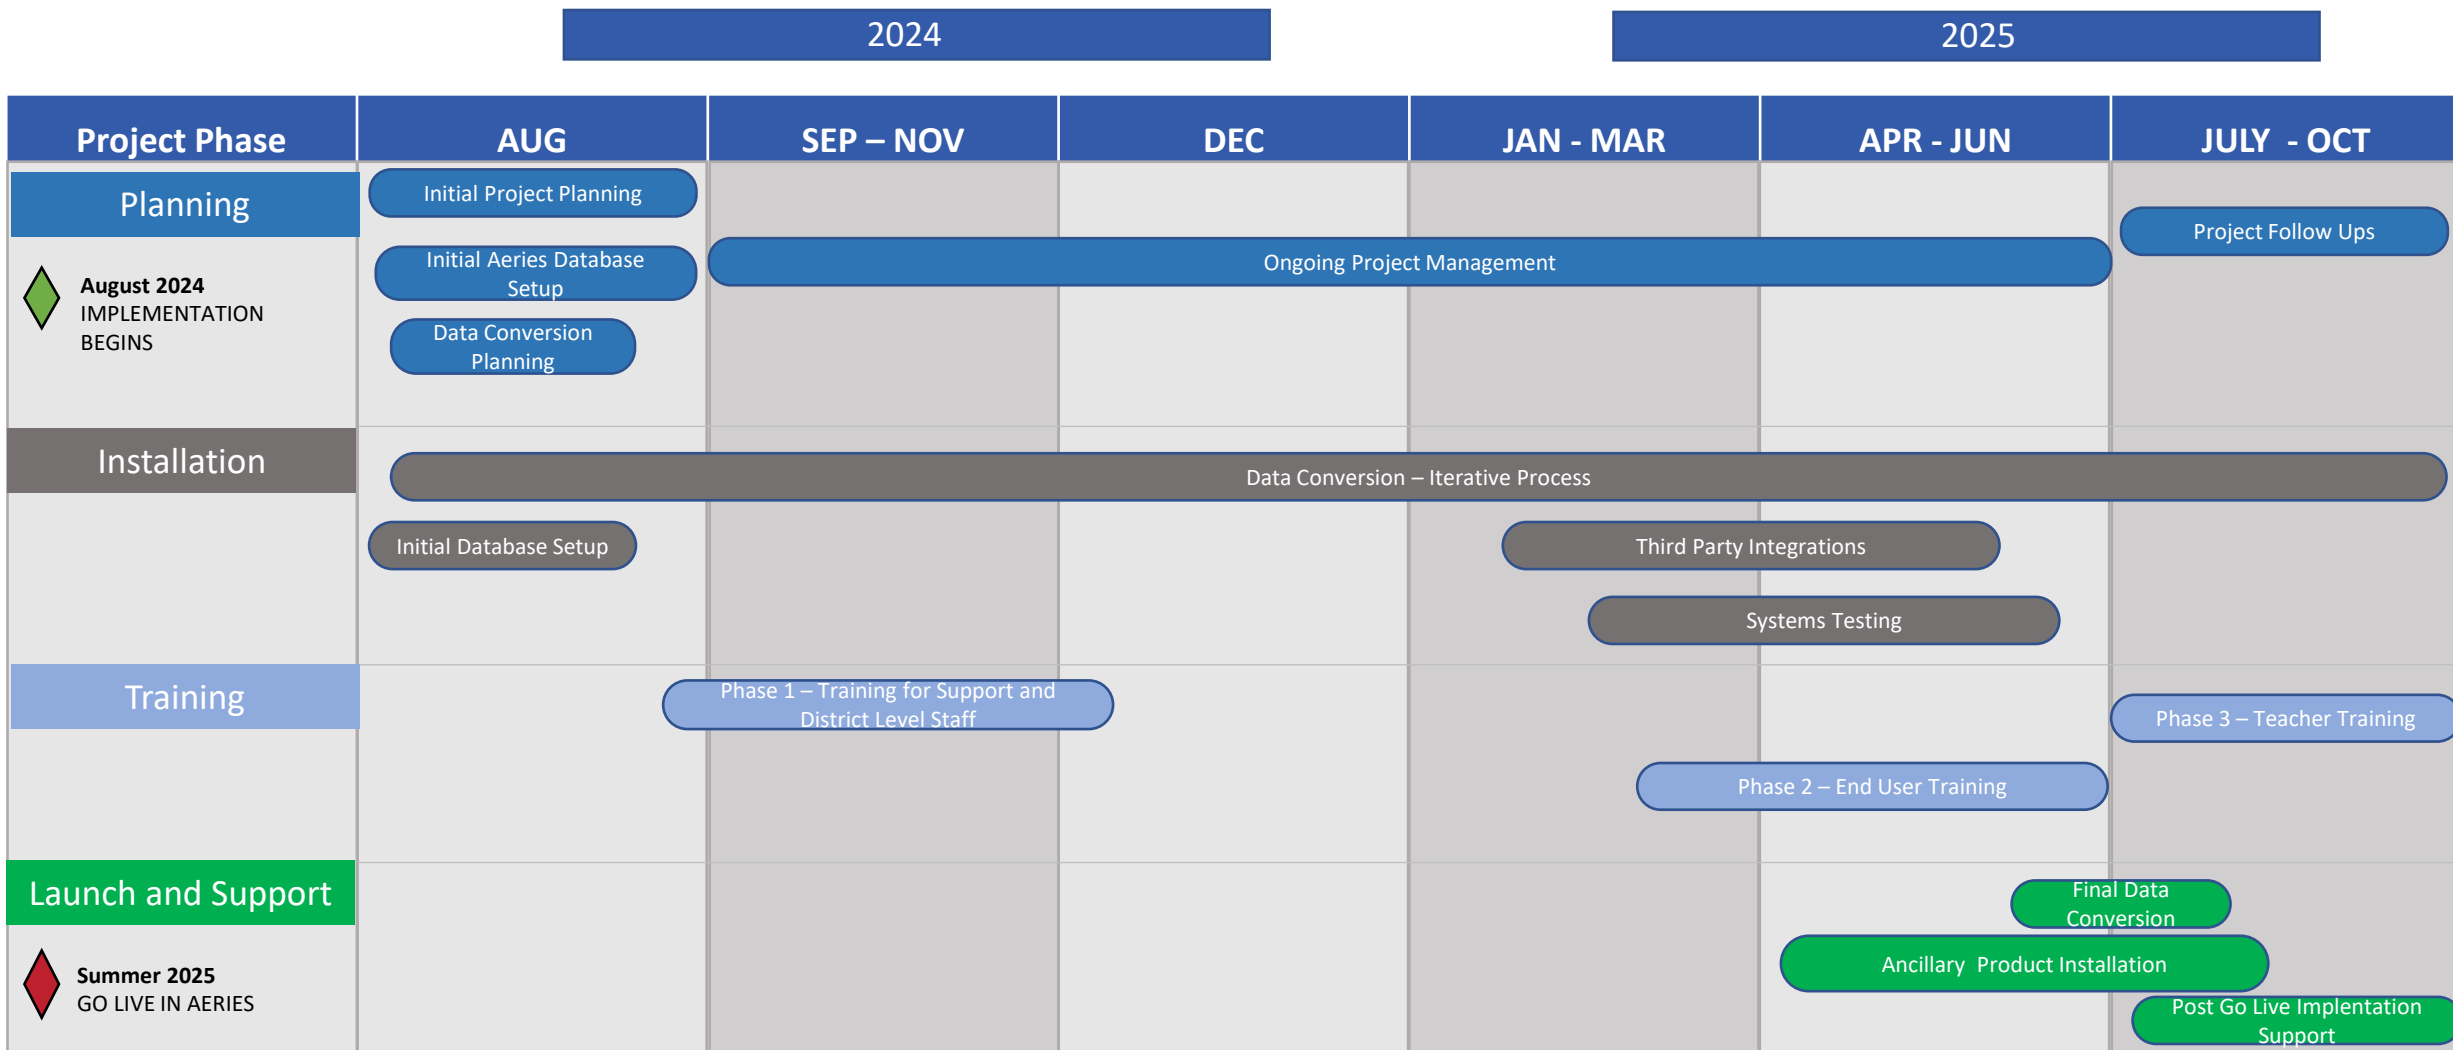 2024
2025
Project Phase
AUG
SEP – NOV
DEC
JAN - MAR
APR - JUN
JULY - OCT
Planning
August 2024
IMPLEMENTATION
BEGINS
Initial Project Planning
Initial Aeries Database
Setup
Data Conversion
Planning
Ongoing Project Management
Project Follow Ups
Installation
Data Conversion – Iterative Process
Initial Database Setup
Third Party Integrations
Systems Testing
Training
Phase 1 – Training for Support and
District Level Staff
Phase 3 – Teacher Training
Phase 2 – End User Training
Launch and Support
Summer 2025
GO LIVE IN AERIES
Final Data
Conversion
Ancillary Product Installation
Post Go Live Implentation
Support